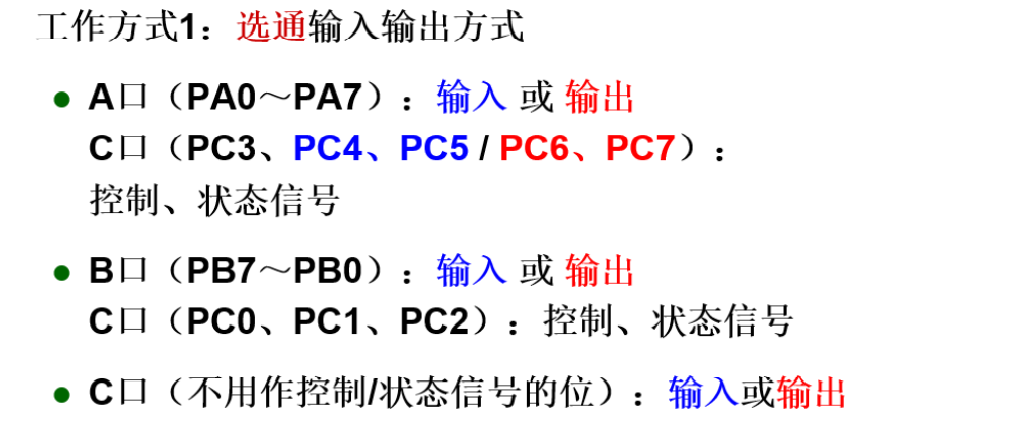 工作方式1：选通输入输出方式
● A口（PA0～PA7）：输入 或 输出
C口（PC3、PC4、PC5 / PC6、PC7）：
控制、状态信号
● B口（PB7～PB0）：输入 或 输出
C口（PC0、PC1、PC2）：控制、状态信号
● C口（不用作控制/状态信号的位）：输入或输出